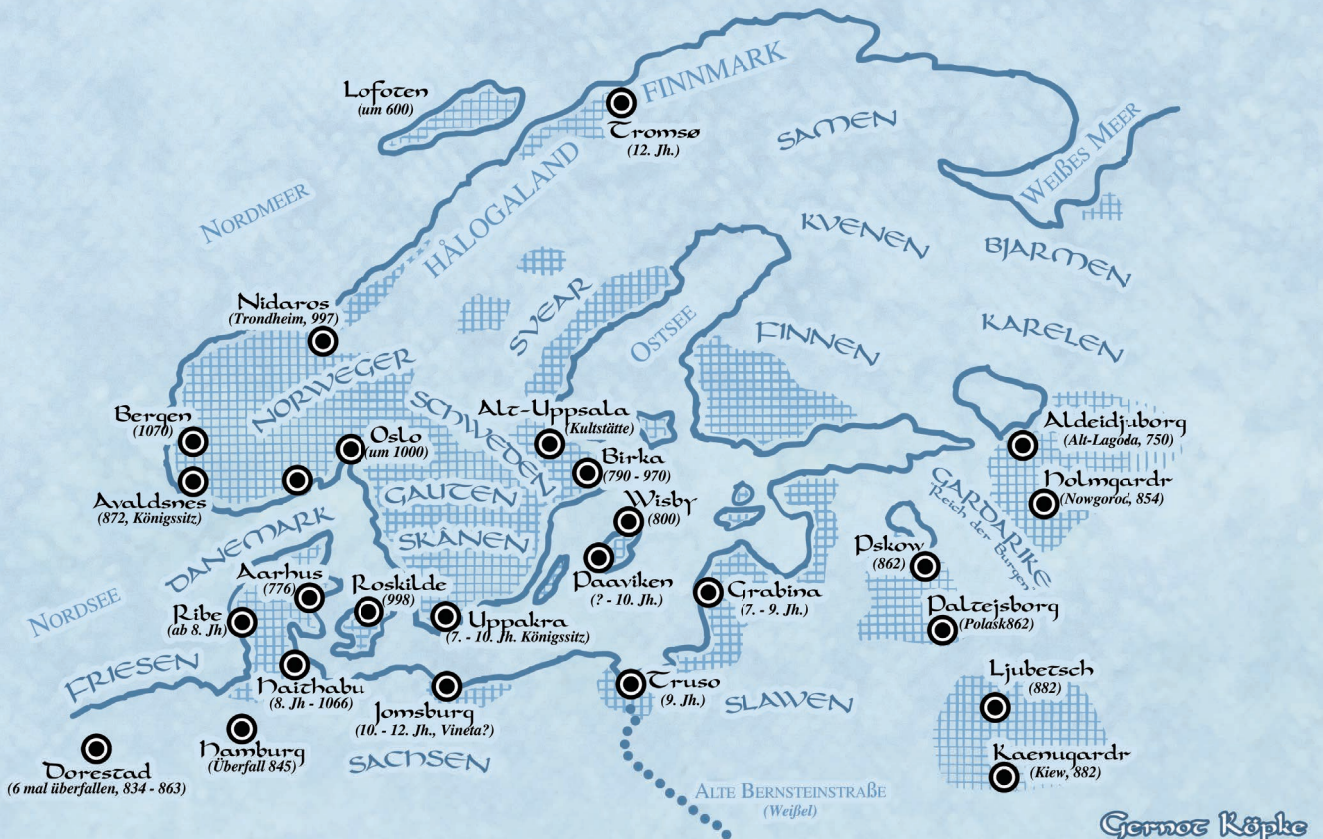 Lofoten
(um 600)
FINNMARK
Tromsø
(12. Jh.)
SAMEN
WEIßES MEER
NORDMEER
HÅLOGALAND
KVENEN
BJARMEN
Nidaros
(Trondheim, 997)
SVEAR
OSTSEE
FINNEN
KARELEN
NORWEGER
SCHWEDEN
Bergen
(1070)
Oslo
(um 1000)
Alt-Uppsala
(Kultstätte)
Birka
(790 - 970)
Aldeidjuborg
(Alt-Lagoda, 750)
Holmgardr
(Nowgorod, 854)
GARDARIKE
Reich der Burgen
Avaldsnes
(872, Königssitz)
GAUTEN
SKÂNEN
Wisby
(800)
DANEMARK
Paaviken
(? - 10. Jh.)
Pskow
(862)
Aarhus
(776)
Roskilde
(998)
Grabina
(7. - 9. Jh.)
NORDSEE
Ribe
(ab 8. Jh)
Uppakra
(7. - 10. Jh. Königssitz)
Paltejsborg
(Polask862)
FRIESEN
Haithabu
(8. Jh - 1066)
Jomsburg
(10. - 12. Jh., Vineta?)
Truso
(9. Jh.)
SLAWEN
Ljubetsch
(882)
Hamburg
(Überfall 845)
SACHSEN
Dorestad
(6 mal überfallen, 834 - 863)
Kaenugardr
(Kiew, 882)
ALTE BERNSTEINSTRAßE
(Weißel)
Gernot Köpke